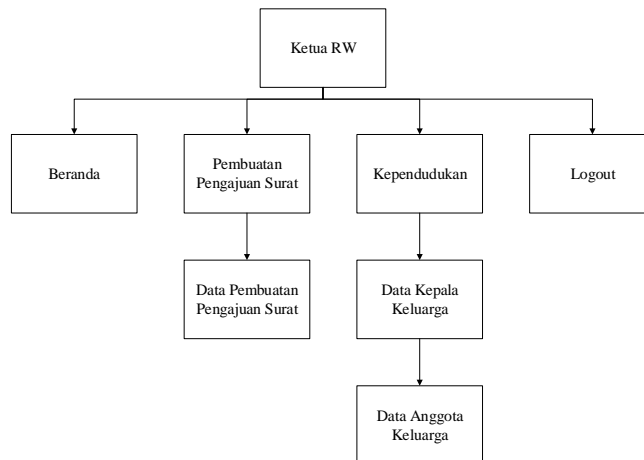 Ketua RW
Beranda
Pembuatan
Pengajuan Surat
Kependudukan
Logout
Data Pembuatan
Pengajuan Surat
Data Kepala
Keluarga
Data Anggota
Keluarga